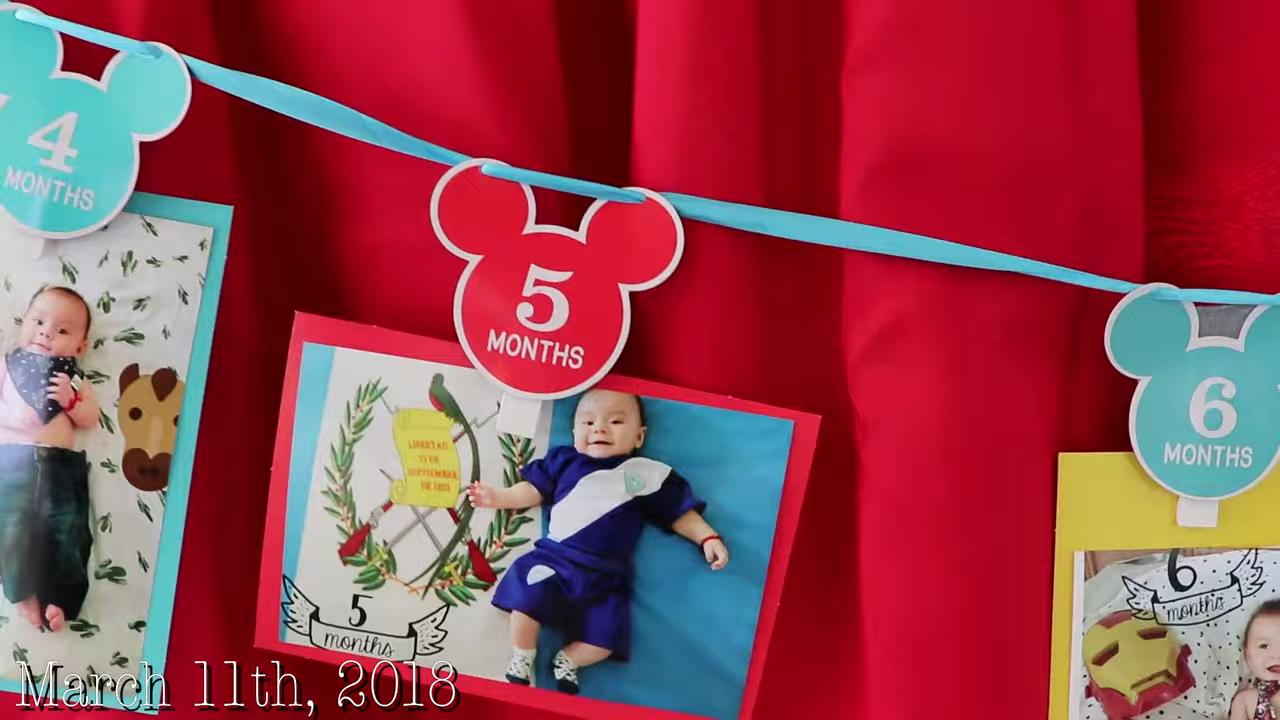 4
MONTHS
5
MONTHS
6
MONTHS
LIBERTAD
15 DE
SEPTIEMBRE
DE 1821
5
months
6
months
March 11th, 2018